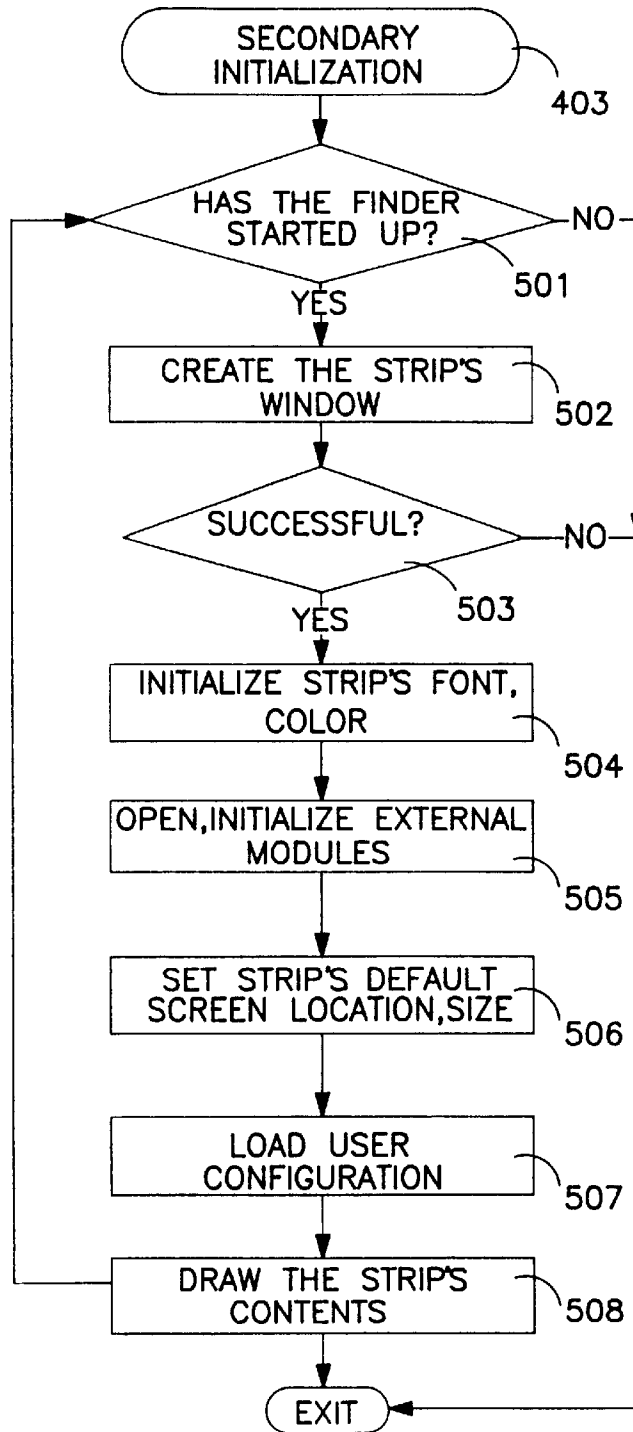 SECONDARY
INITIALIZATION
403
HAS THE FINDER
STARTED UP?
NO
501
YES
CREATE THE STRIP'S
WINDOW
502
SUCCESSFUL?
NO
503
YES
INITIALIZE STRIP'S FONT,
COLOR
504
OPEN,INITIALIZE EXTERNAL
MODULES
505
SET STRIP'S DEFAULT
SCREEN LOCATION,SIZE
506
LOAD USER
CONFIGURATION
507
DRAW THE STRIP'S
CONTENTS
508
EXIT